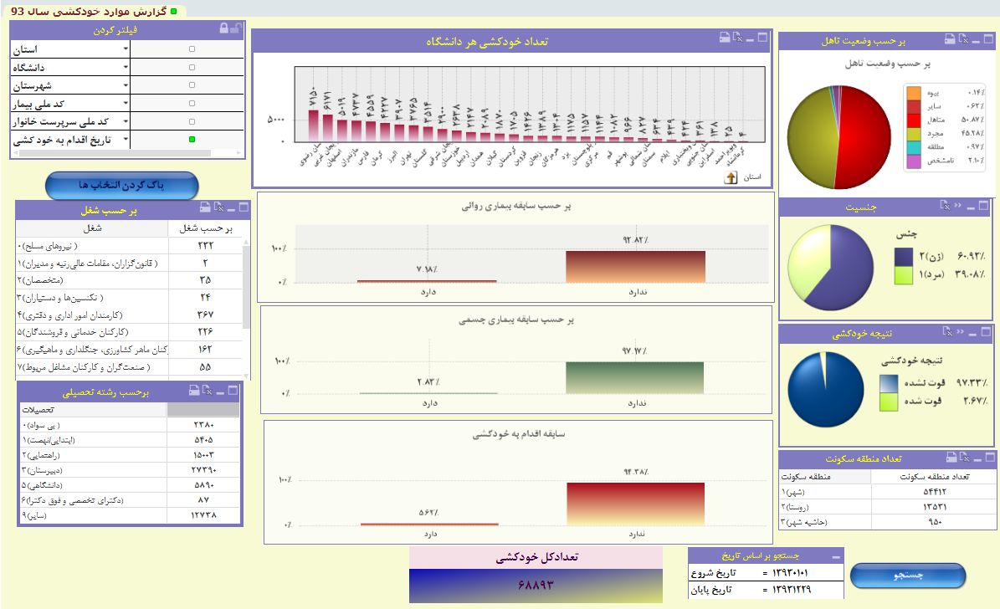 گزارش موارد خودکشی سال 93
فیلتر کردن
استان
دانشگاه
شهرستان
کد ملی بیمار
کد ملی سرپرست خانوار
تاریخ اقدام به خود کشی
پاک کردن انتخاب ها
بر حسب شغل
شغل بر حسب شغل
۰(نیروهای مسلح ) ۲۳۲
۱(قانون‌گزاران، مقامات عالی‌رتبه و مدیران ) ۲
۲(متخصصان) ۳۵
۳(تکنسین‌ها و دستیاران ) ۲۴
۴(کارمندان امور اداری و دفتری) ۳۶۷
۵(کارکنان خدماتی و فروشندگان) ۲۲۶
کنان ماهر کشاورزی، جنگلداری و ماهیگیری)۶ ۱۶۲
۷(صنعت‌گران و کارکنان مشاغل مربوط ) ۵۵
برحسب رشته تحصیلی
تحصیلات
۰(بی سواد ) ۲۳۸۰
۱(ابتدایی/نهضت) ۵۴۰۵
۲(راهنمایی) ۱۵۰۰۳
۳(دبیرستان) ۲۷۳۹۰
۵(دانشگاهی) ۵۸۹۰
۶(دکترای تخصصی و فوق دکترا) ۸۷
۹(سایر) ۱۲۷۳۸
تعداد خودکشی هر دانشگاه
۵۰۰۰
۰
۷۱۵۰ ۶۱۷۱ ۵۰۱۹ ۴۷۳۷ ۴۵۵۹ ۴۲۲۷ ۳۹۰۷ ۳۷۶۵ ۳۵۱۴ ۲۹۰۰ ۲۶۳۸ ۲۱۴۷ ۲۰۸۹ ۱۸۷۰ ۱۷۰۵ ۱۴۲۶ ۱۳۸۹ ۱۳۰۴ ۱۱۷۵ ۱۱۵۷ ۱۱۴۴ ۱۰۸۲ ۹۶۶ ۸۲۷ ۶۳۴ ۴۳۹ ۴۲۴ ۳۶۱ ۱۳۸ ۲۵ ۴
سان رضوی
یجان غربی
اصفهان
مازندران
فارس
کرمان
البرز
تهران
گلستان
یجان شرقی
خوزستان
اردبیل
همدان
گیلان
کردستان
قزوین
زنجان
هرمزگان
یزد
بلوچستان
مرکزی
قم
بوشهر
سان شمالی
سمنان
ایلام
وبختیاری
سان جنوبی
اسفراین
ویراحمد
کرمانشاه
استان
بر حسب سابقه بیماری روانی
۱۰۰٪
۰٪
۷.۱۸٪ ۹۲.۸۲٪
دارد ندارد
بر حسب سابقه بیماری جسمی
۱۰۰٪
۰٪
۲.۸۳٪ ۹۷.۱۷٪
دارد ندارد
سابقه اقدام به خودکشی
۱۰۰٪
۰٪
۵.۶۲٪ ۹۴.۳۸٪
دارد ندارد
تعدادکل خودکشی
۶۸۸۹۳
بر حسب وضعیت تاهل
بر حسب وضعیت تاهل
بیوه ۰.۱۴٪
سایر ۰.۶۲٪
متاهل ۵۰.۸۷٪
مجرد ۴۵.۲۸٪
مطلقه ۰.۹۷٪
نامشخص ۲.۱۰٪
جنسیت
جنس
۲(زن) ۶۰.۹۲٪
۱(مرد) ۳۹.۰۸٪
نتیجه خودکشی
نتیجه خودکشی
فوت نشده ۹۷.۳۳٪
فوت شده ۲.۶۷٪
تعداد منطقه سکونت
منطقه سکونت تعداد منطقه سکونت
۱(شهر) ۵۴۴۱۲
۲(روستا) ۱۳۵۳۱
۳(حاشیه شهر) ۹۵۰
جستجو بر اساس تاریخ
تاریخ شروع = ۱۳۹۳۰۱۰۱
تاریخ پایان = ۱۳۹۳۱۲۲۹
جستجو